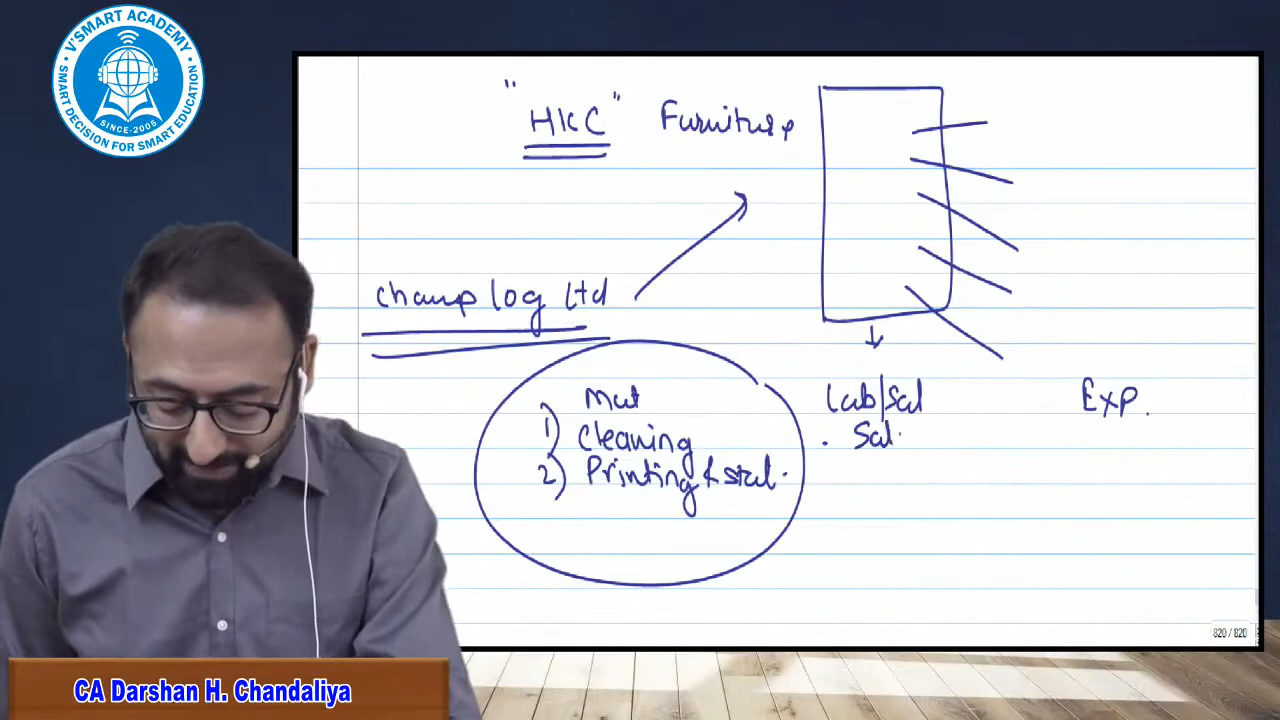 V'SMART ACADEMY
SMART DECISION FOR SMART EDUCATION
SINCE-2005
"HKC" Furniture
Champ log Ltd
Mat
1) Cleaning
2) Printing & stat.
Lab/Sal
. Sal.
Exp.
820 / 820
CA Darshan H. Chandaliya